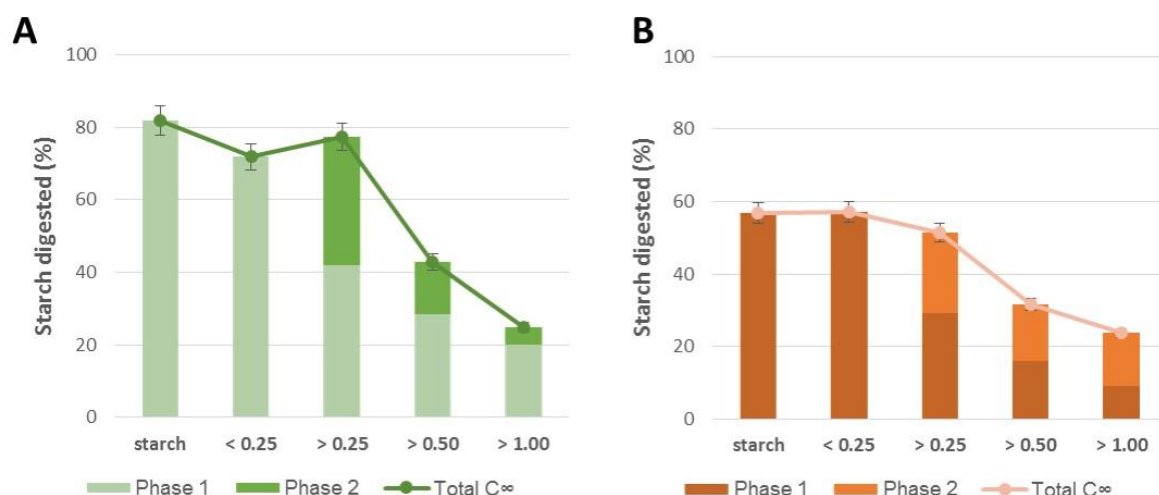 A
Starch digested (%)
100
80
60
40
20
0
starch < 0.25 > 0.25 > 0.50 > 1.00
Phase 1 Phase 2 Total C∞
B
Starch digested (%)
100
80
60
40
20
0
starch < 0.25 > 0.25 > 0.50 > 1.00
Phase 1 Phase 2 Total C∞